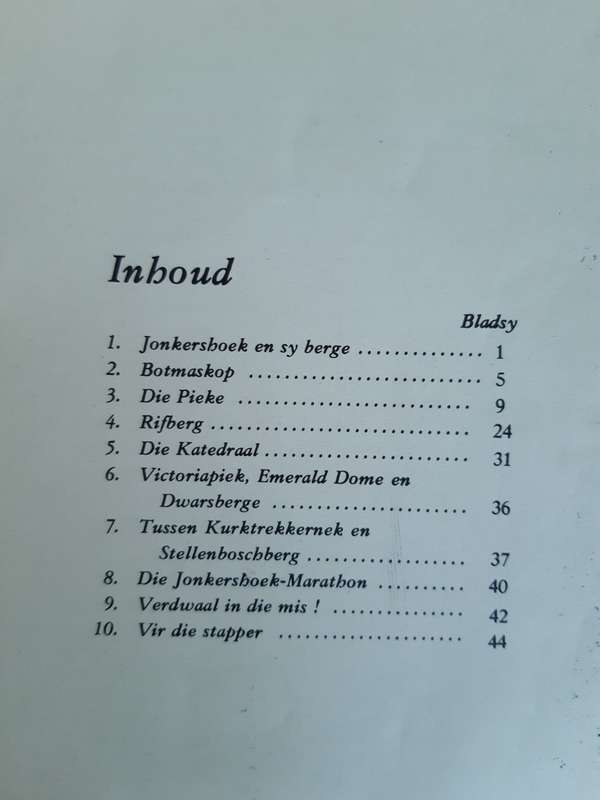 Inhoud
Bladsy
1. Jonkershoek en sy berge .............. 1
2. Botmaskop .......................... 5
3. Die Pieke .......................... 9
4. Rifberg ............................. 24
5. Die Katedraal ....................... 31
6. Victoriapiek, Emerald Dome en
Dwarsberge ...................... 36
7. Tussen Kurktrekkernek en
Stellenboschberg .................. 37
8. Die Jonkershoek-Marathon .......... 40
9. Verdwaal in die mis ! ............... 42
10. Vir die stapper ..................... 44